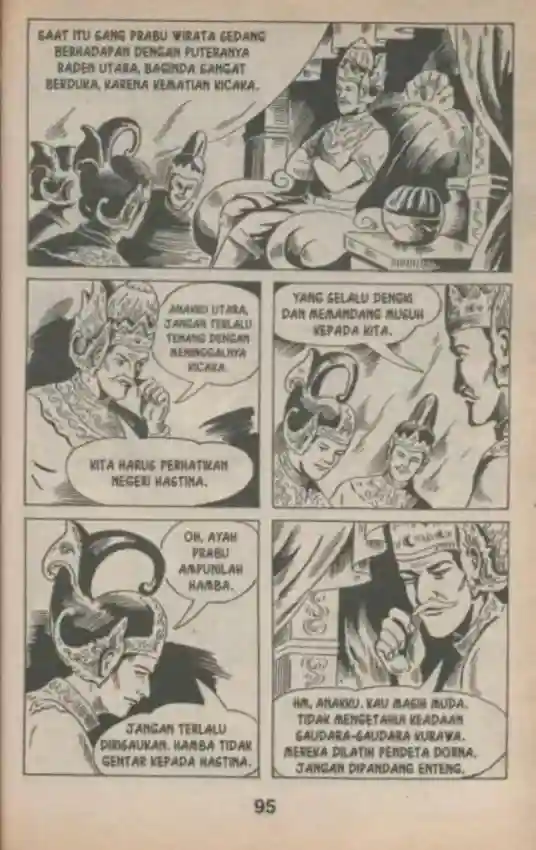 SAAT ITU SANG PRABU WIRATA SEDANG
BERHADAPAN DENGAN PUTERANYA
RADEN UTARA, BAGINDA SANGAT
BERDUKA, KARENA KEMATIAN KICAKA.
ANAKKU UTARA,
JANGAN TERLALU
TENANG DENGAN
MENINGGALNYA
KICAKA.
KITA HARUS PERHATIKAN
NEGERI HASTINA.
YANG SELALU DENGKI
DAN MEMANDANG MUSUH
KEPADA KITA.
OH, AYAH
PRABU
AMPUNILAH
HAMBA.
JANGAN TERLALU
DIRISAUKAN. HAMBA TIDAK
GENTAR KEPADA HASTINA.
HM, ANAKKU. KAU MASIH MUDA.
TIDAK MENGETAHUI KEADAAN
SAUDARA-SAUDARA KURAWA.
MEREKA DILATIH PENDETA DORNA.
JANGAN DIPANDANG ENTENG.
95